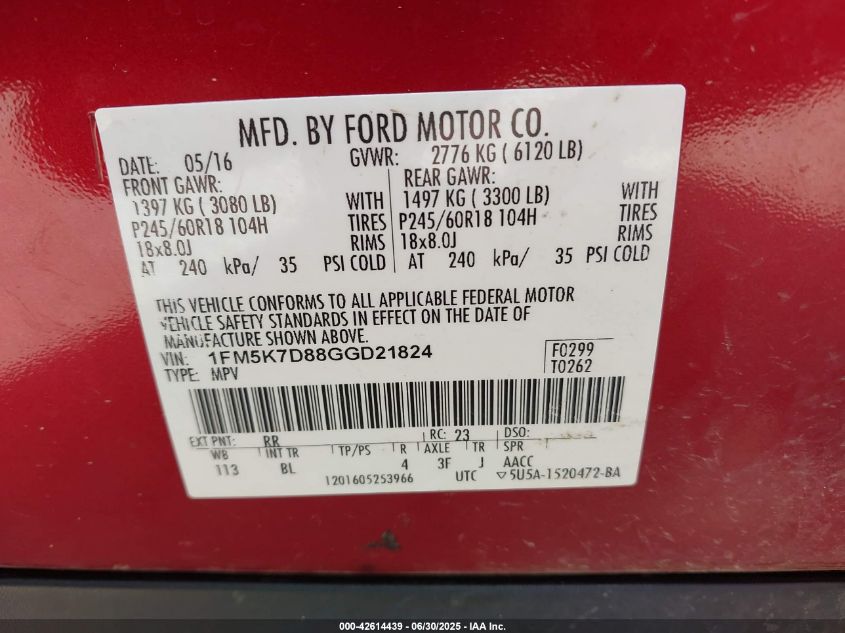 MFD. BY FORD MOTOR CO.
DATE: 05/16 GVWR: 2776 KG ( 6120 LB)
FRONT GAWR: REAR GAWR:
1397 KG ( 3080 LB) WITH 1497 KG ( 3300 LB) WITH
P245/60R18 104H TIRES P245/60R18 104H TIRES
18x8.0J RIMS 18x8.0J RIMS
AT 240 kPa/ 35 PSI COLD AT 240 kPa/ 35 PSI COLD
THIS VEHICLE CONFORMS TO ALL APPLICABLE FEDERAL MOTOR
VEHICLE SAFETY STANDARDS IN EFFECT ON THE DATE OF
MANUFACTURE SHOWN ABOVE.
VIN: 1FM5K7D88GGD21824 F0299
TYPE: MPV T0262
EXT PNT: RR RC: 23 DSO:
WB INT TR TP/PS R AXLE TR SPR
113 BL 4 3F J AACC
1201605253966 UTC ▽5U5A-1520472-BA
000-42614439 - 06/30/2025 - IAA Inc.